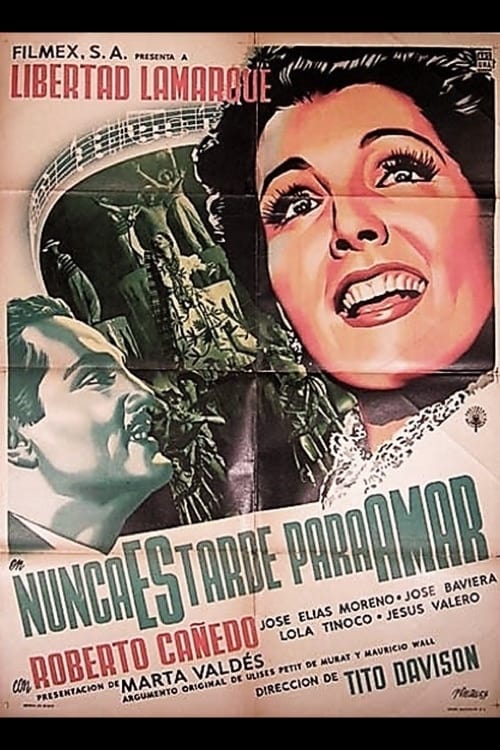 FILMEX, S.A. PRESENTA A
LIBERTAD LAMARQUE
en
NUNCA ES TARDE PARA AMAR
con ROBERTO CAÑEDO
JOSE ELIAS MORENO · JOSE BAVIERA
LOLA TINOCO · JESUS VALERO
PRESENTACION DE MARTA VALDÉS
ARGUMENTO ORIGINAL DE ULISES PETIT DE MURAT Y MAURICIO WALL
DIRECCION DE TITO DAVISON